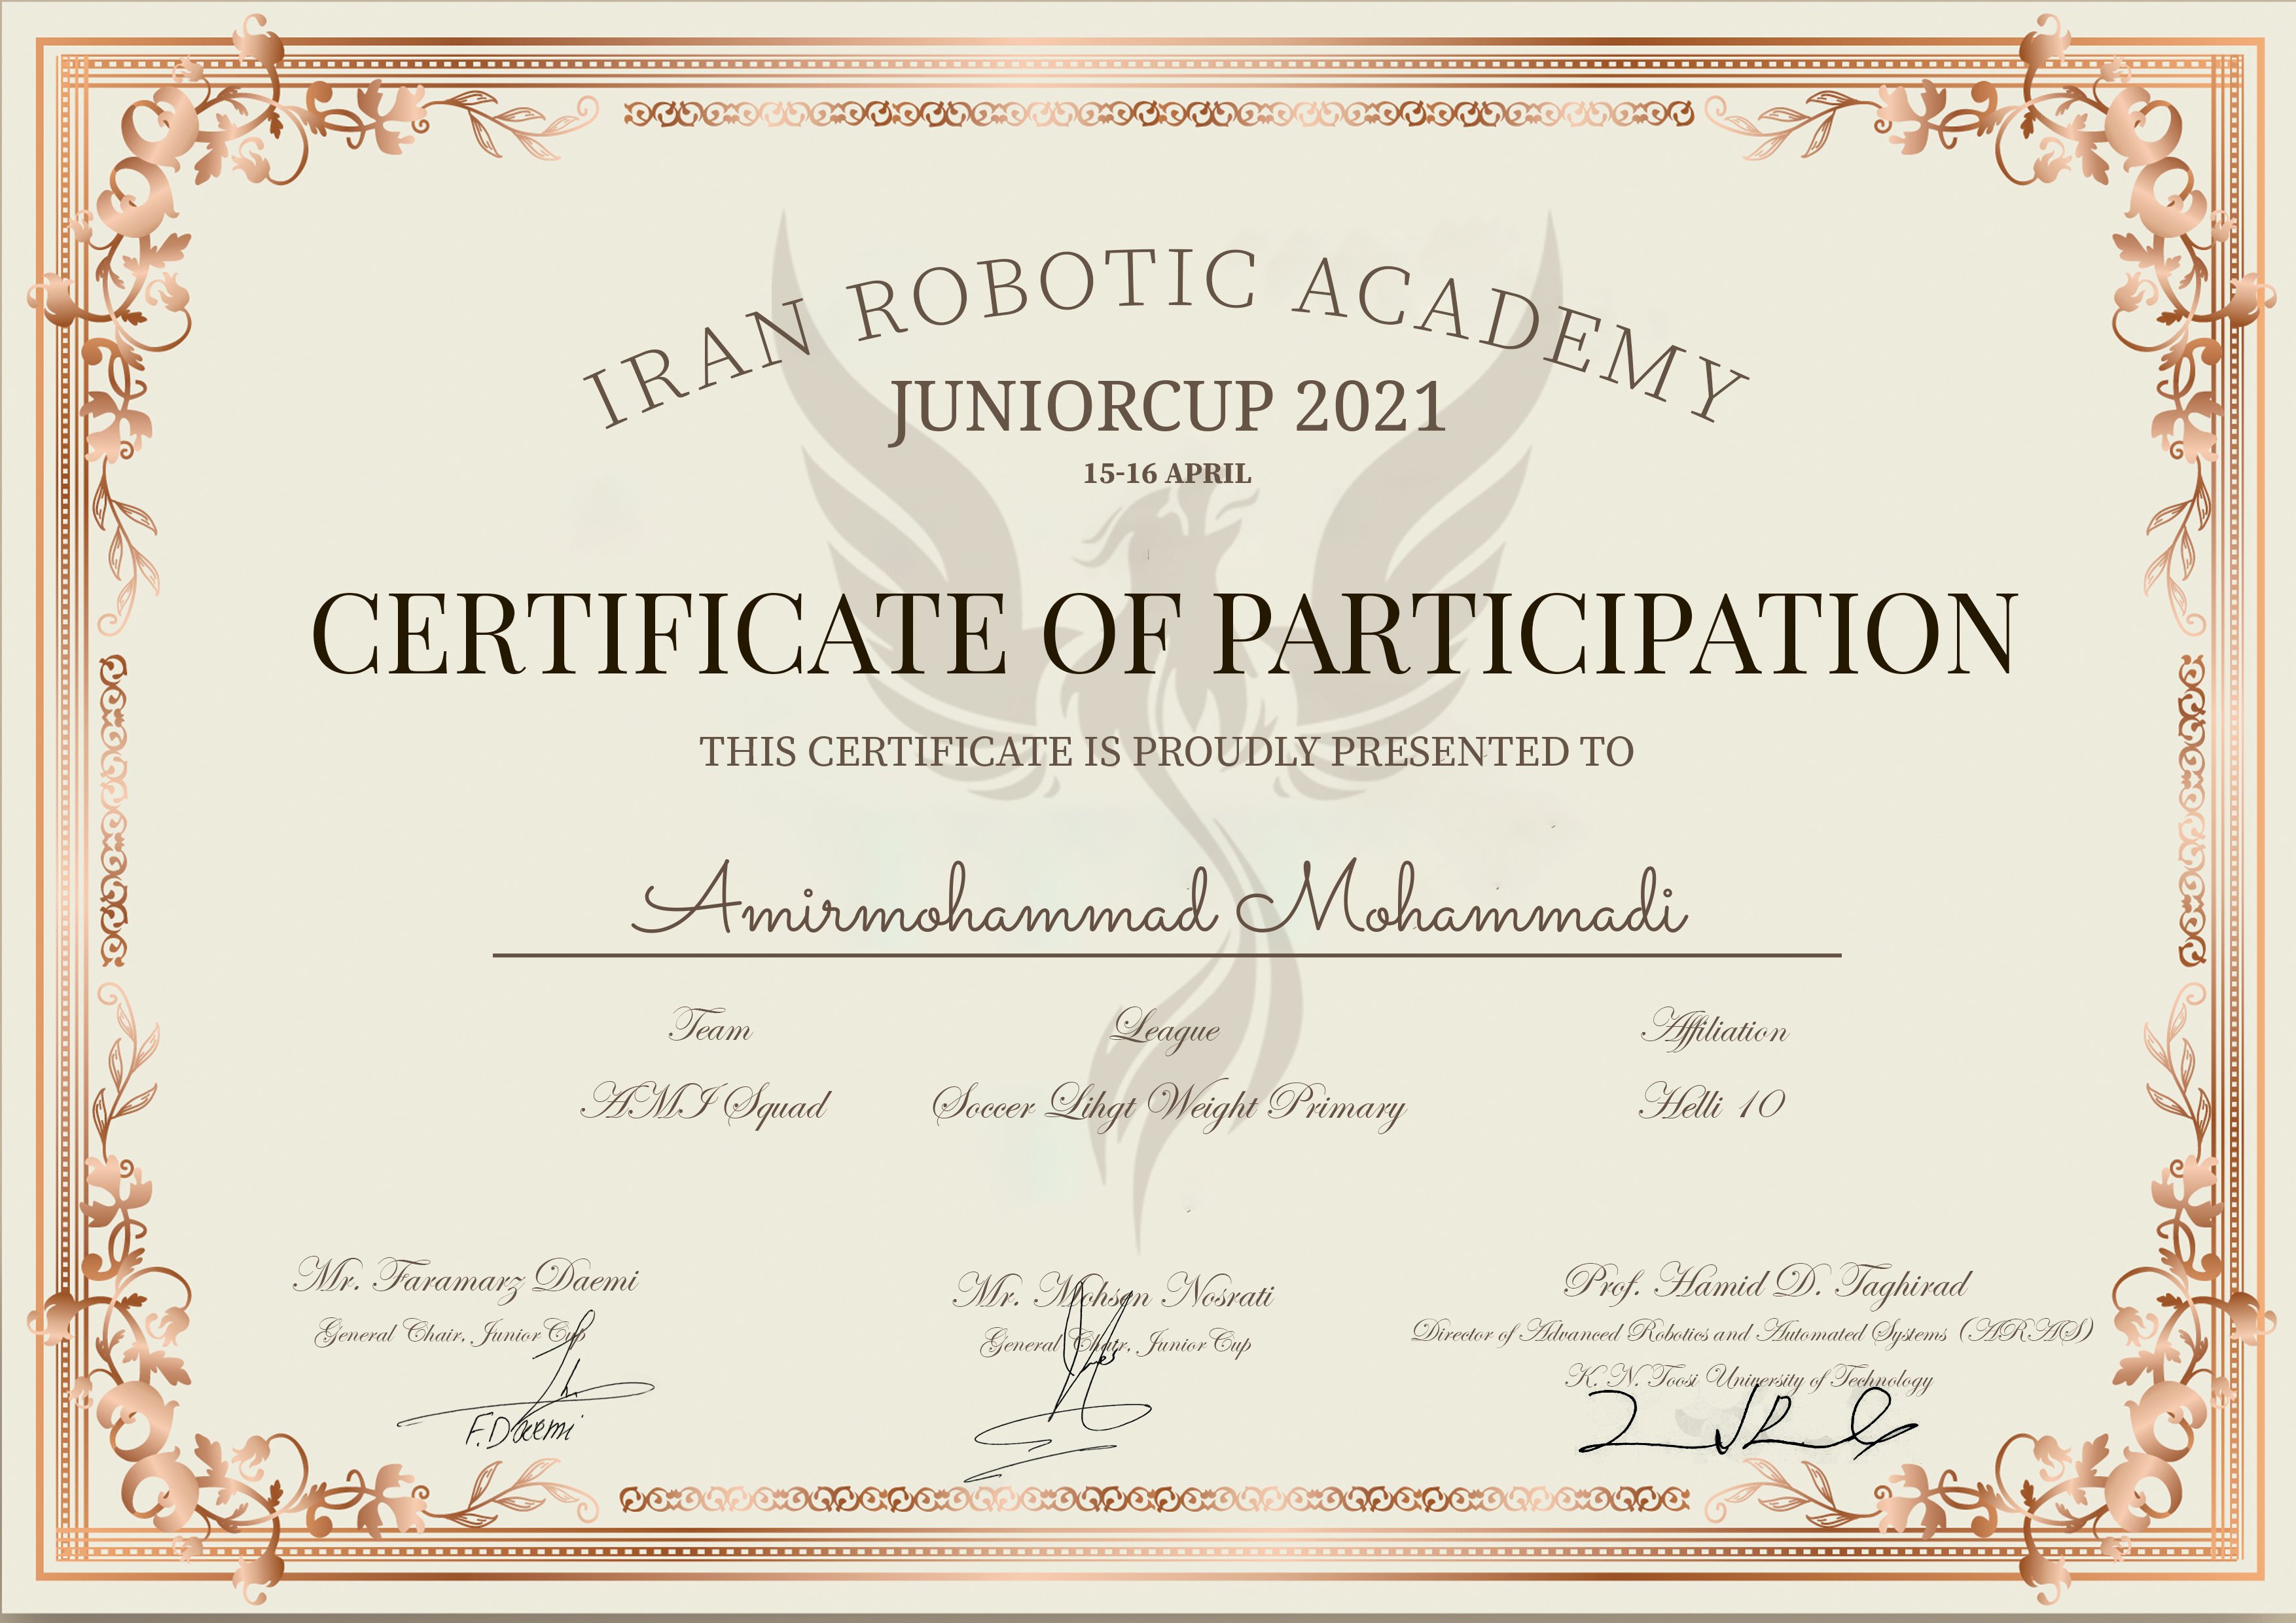 IRAN ROBOTIC ACADEMY
JUNIORCUP 2021
15-16 APRIL
CERTIFICATE OF PARTICIPATION
THIS CERTIFICATE IS PROUDLY PRESENTED TO
Amirmohammad Mohammadi
Team League Affiliation
AMI Squad Soccer Lihgt Weight Primary Helli 10
Mr. Faramarz Daemi
General Chair, Junior Cup
F.Daemi
Mr. Mohsen Nosrati
General Chair, Junior Cup
Prof. Hamid D. Taghirad
Director of Advanced Robotics and Automated Systems (ARAS)
K. N. Toosi University of Technology